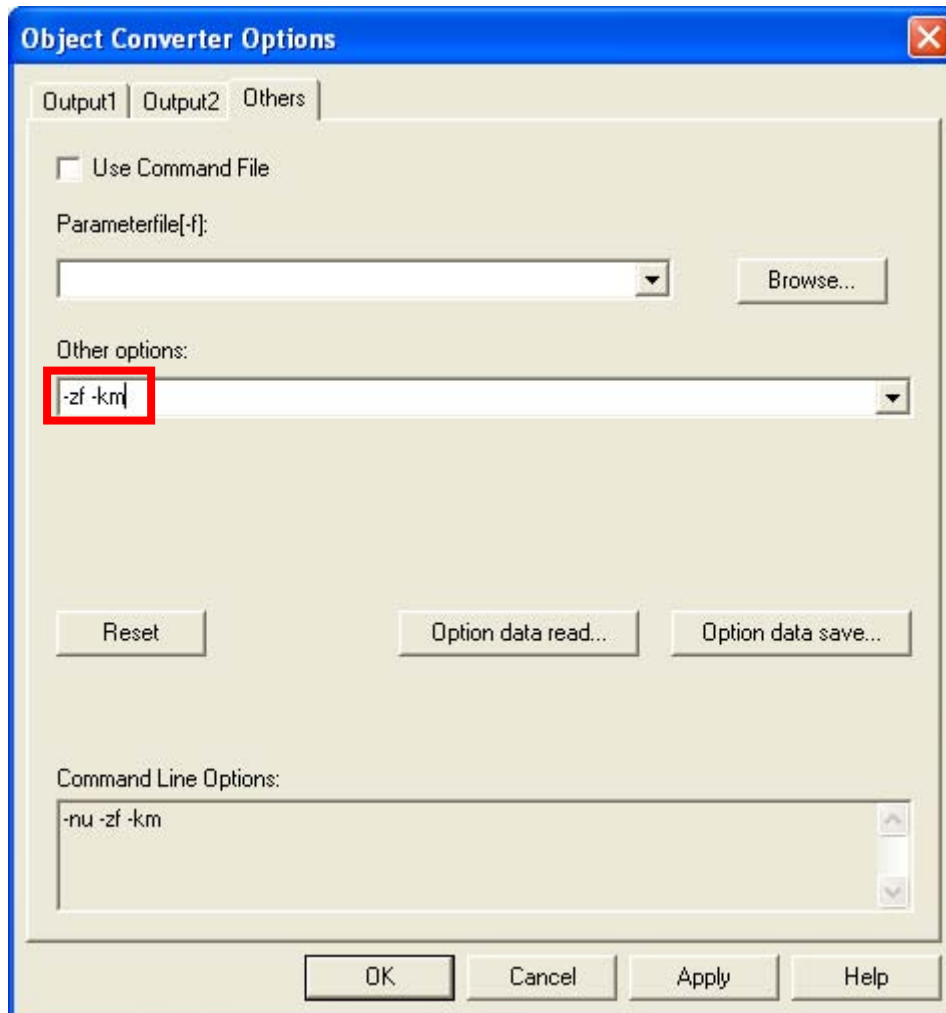 Object Converter Options
Output1 Output2 Others
Use Command File
Parameterfile[-f]:
Browse...
Other options:
-zf -km
Reset Option data read... Option data save...
Command Line Options:
-nu -zf -km
OK Cancel Apply Help